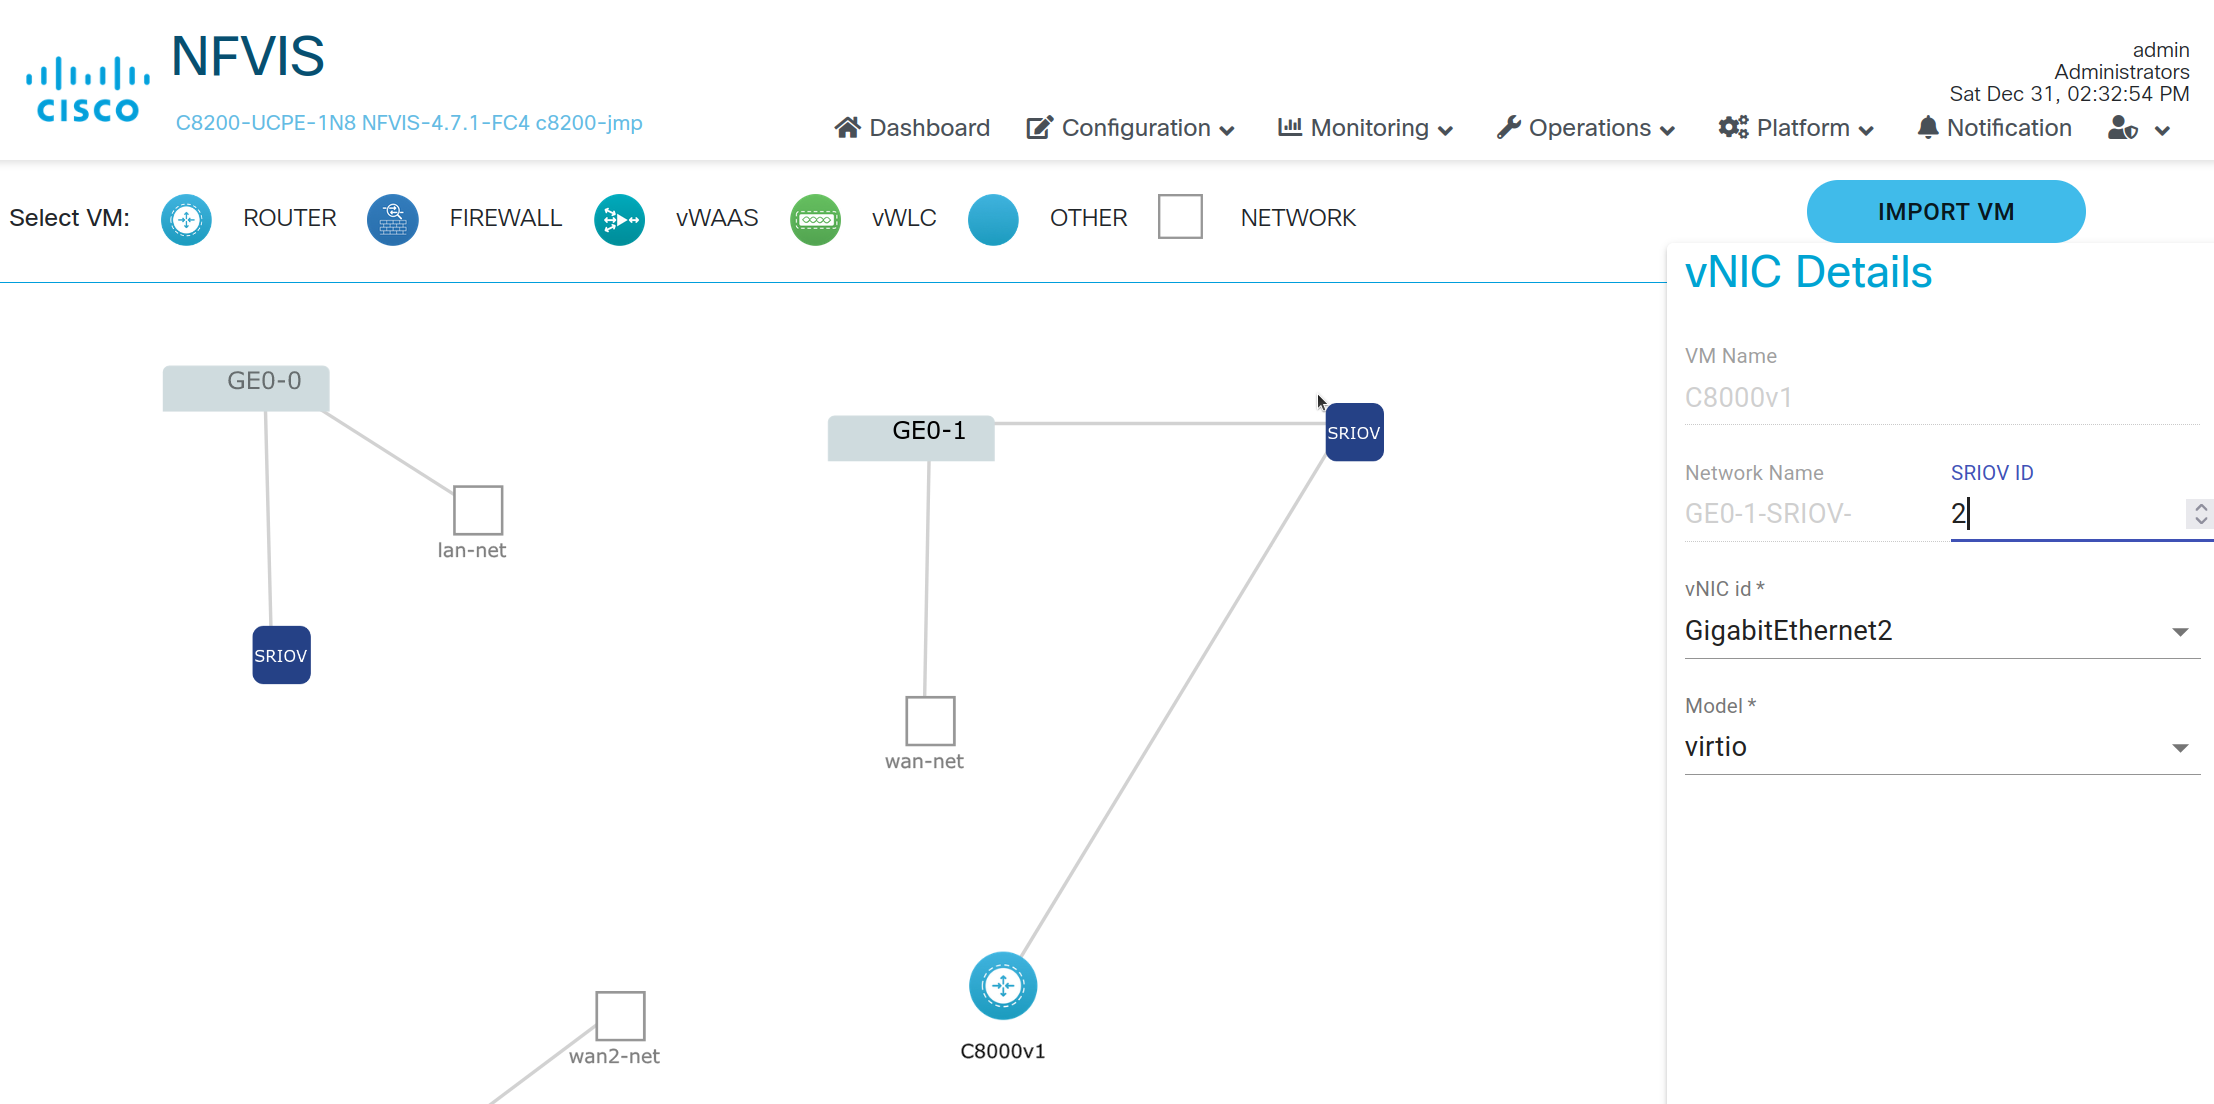 NFVIS
CISCO
C8200-UCPE-1N8 NFVIS-4.7.1-FC4 c8200-jmp
admin
Administrators
Sat Dec 31, 02:32:54 PM
Dashboard Configuration Monitoring Operations Platform Notification
Select VM: ROUTER FIREWALL vWAAS vWLC OTHER NETWORK
IMPORT VM
vNIC Details
VM Name
C8000v1
Network Name SRIOV ID
GE0-1-SRIOV- 2
vNIC id *
GigabitEthernet2
Model *
virtio
GE0-0
GE0-1
SRIOV
lan-net
SRIOV
wan-net
wan2-net
C8000v1